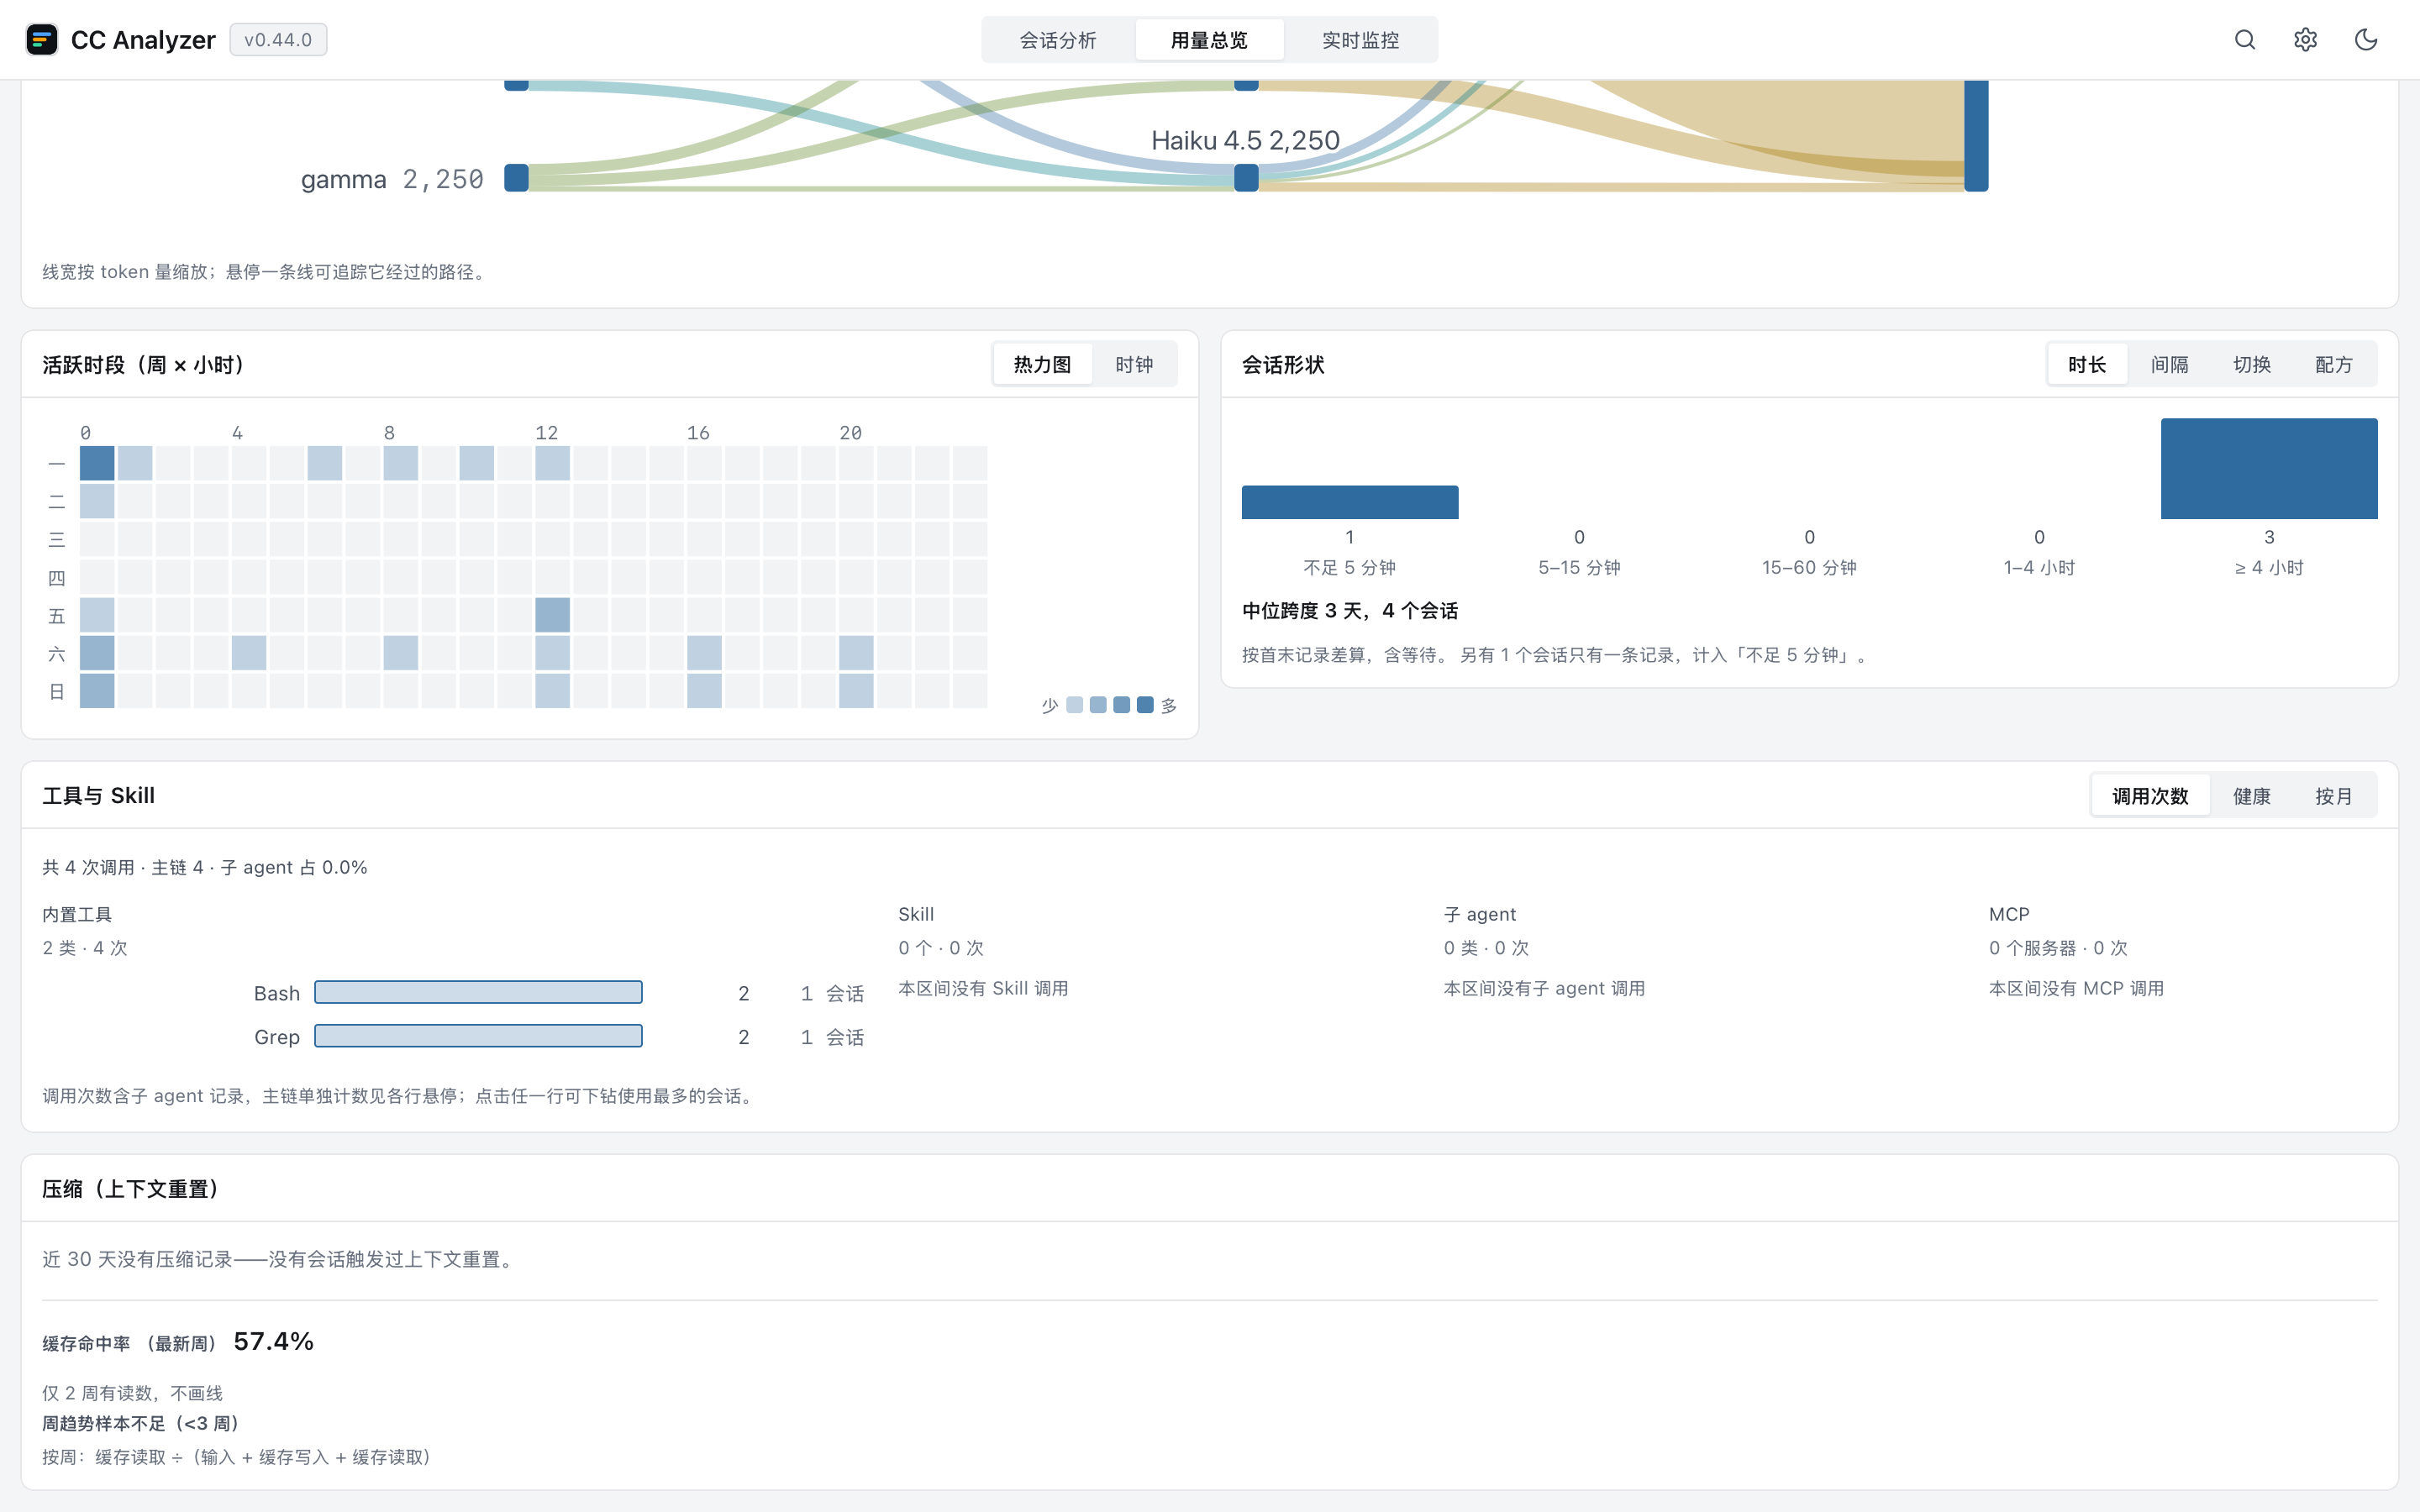 CC Analyzer v0.44.0
会话分析 用量总览 实时监控
Haiku 4.5 2,250
gamma 2,250
线宽按 token 量缩放；悬停一条线可追踪它经过的路径。
活跃时段（周 × 小时）
热力图 时钟
0 4 8 12 16 20
一
二
三
四
五
六
日
少 多
会话形状
时长 间隔 切换 配方
1 0 0 0 3
不足 5 分钟 5–15 分钟 15–60 分钟 1–4 小时 ≥ 4 小时
中位跨度 3 天，4 个会话
按首末记录差算，含等待。 另有 1 个会话只有一条记录，计入「不足 5 分钟」。
工具与 Skill
调用次数 健康 按月
共 4 次调用 · 主链 4 · 子 agent 占 0.0%
内置工具
2 类 · 4 次
Bash 2 1 会话
Grep 2 1 会话
Skill
0 个 · 0 次
本区间没有 Skill 调用
子 agent
0 类 · 0 次
本区间没有子 agent 调用
MCP
0 个服务器 · 0 次
本区间没有 MCP 调用
调用次数含子 agent 记录，主链单独计数见各行悬停；点击任一行可下钻使用最多的会话。
压缩（上下文重置）
近 30 天没有压缩记录——没有会话触发过上下文重置。
缓存命中率 （最新周） 57.4%
仅 2 周有读数，不画线
周趋势样本不足（<3 周）
按周：缓存读取 ÷（输入 + 缓存写入 + 缓存读取）